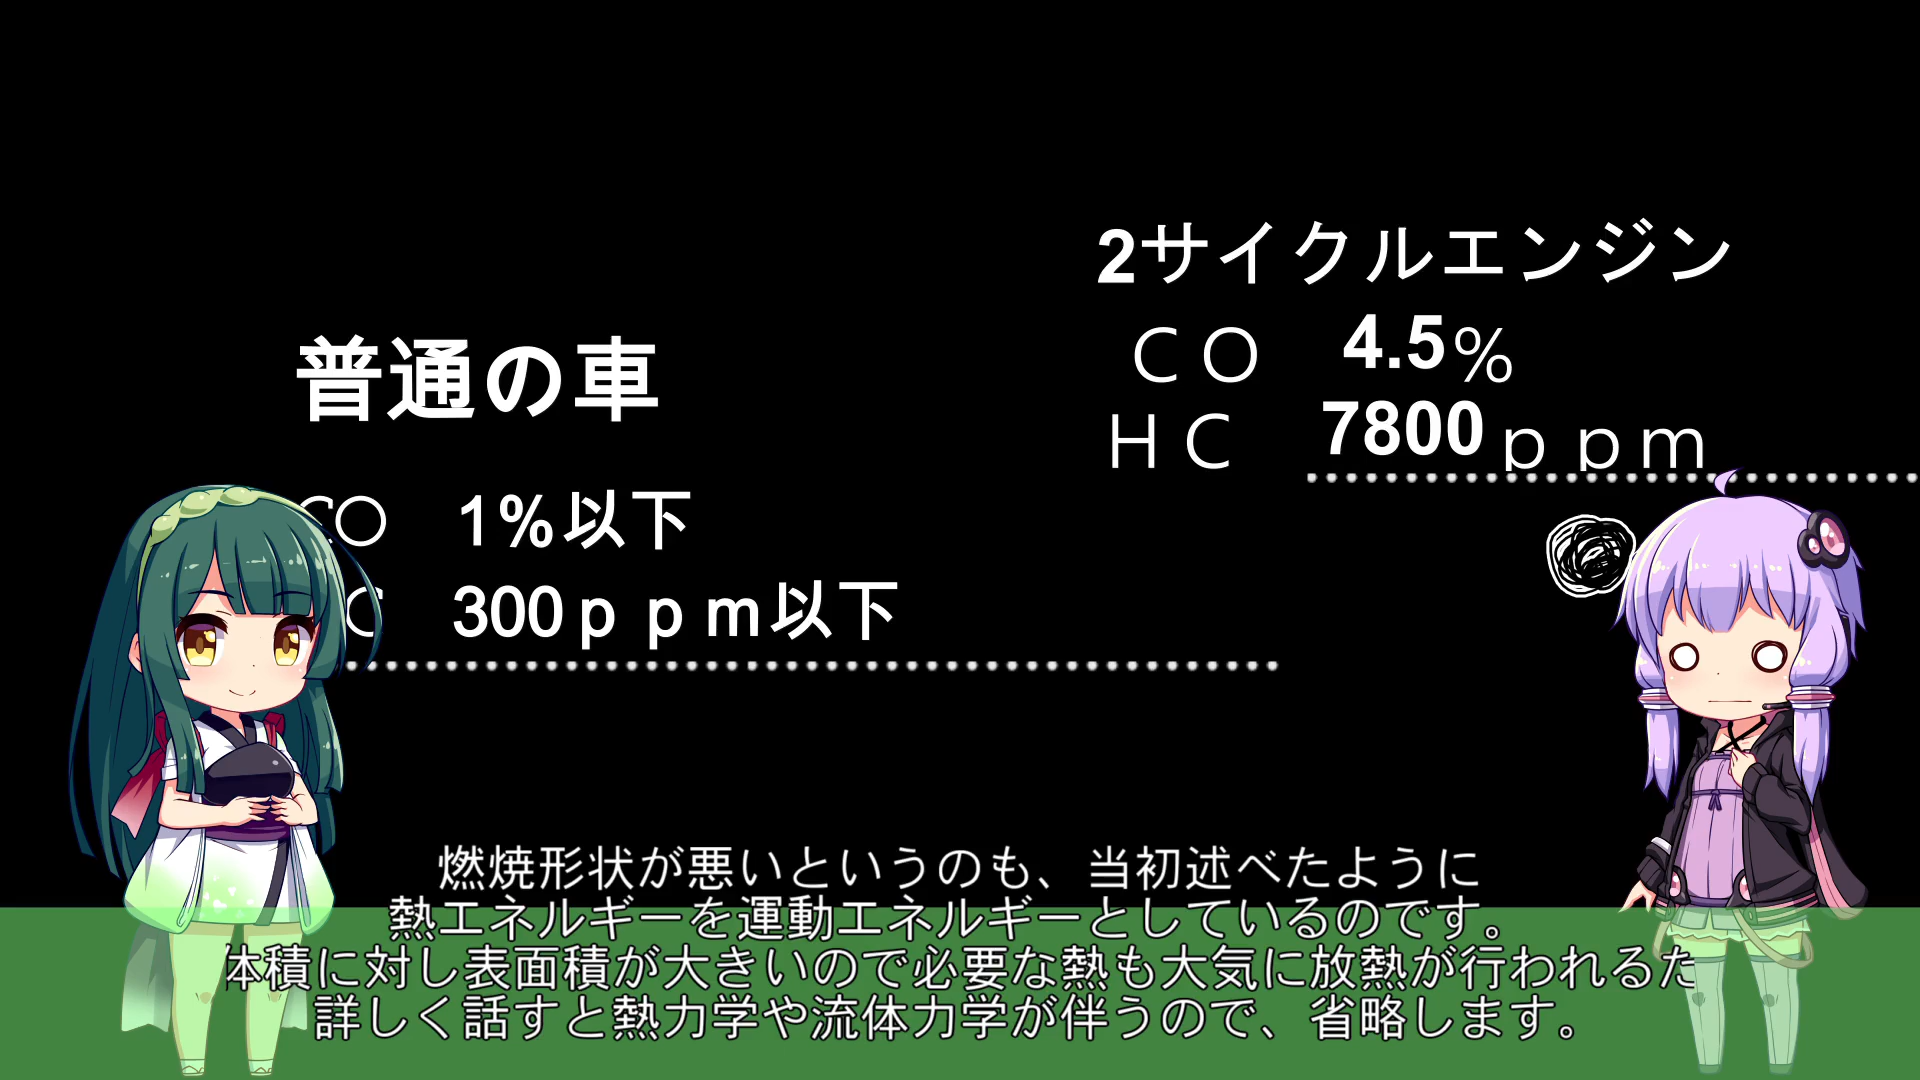 2サイクルエンジン
ＣＯ 4.5％
ＨＣ 7800ｐｐｍ
普通の車
CO 1%以下
C 300ｐｐｍ以下
燃焼形状が悪いというのも、当初述べたように
熱エネルギーを運動エネルギーとしているのです。
体積に対し表面積が大きいので必要な熱も大気に放熱が行われるた
詳しく話すと熱力学や流体力学が伴うので、省略します。